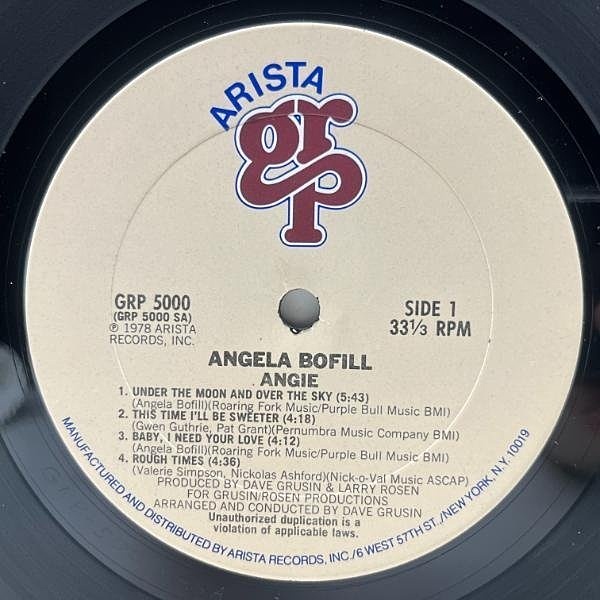 ARISTA
grp
GRP 5000
(GRP 5000 SA)
℗ 1978 ARISTA
RECORDS, INC.
SIDE 1
33⅓ RPM
ANGELA BOFILL
ANGIE
1. UNDER THE MOON AND OVER THE SKY (5:43)
(Angela Bofill)(Roaring Fork Music/Purple Bull Music BMI)
2. THIS TIME I'LL BE SWEETER (4:18)
(Gwen Guthrie, Pat Grant)(Pernumbra Music Company BMI)
3. BABY, I NEED YOUR LOVE (4:12)
(Angela Bofill)(Roaring Fork Music/Purple Bull Music BMI)
4. ROUGH TIMES (4:36)
(Valerie Simpson, Nickolas Ashford)(Nick-o-Val Music ASCAP)
PRODUCED BY DAVE GRUSIN & LARRY ROSEN
FOR GRUSIN/ROSEN PRODUCTIONS
ARRANGED AND CONDUCTED BY DAVE GRUSIN
Unauthorized duplication is a
violation of applicable laws.
MANUFACTURED AND DISTRIBUTED BY ARISTA RECORDS, INC./6 WEST 57TH ST./NEW YORK, N.Y. 10019